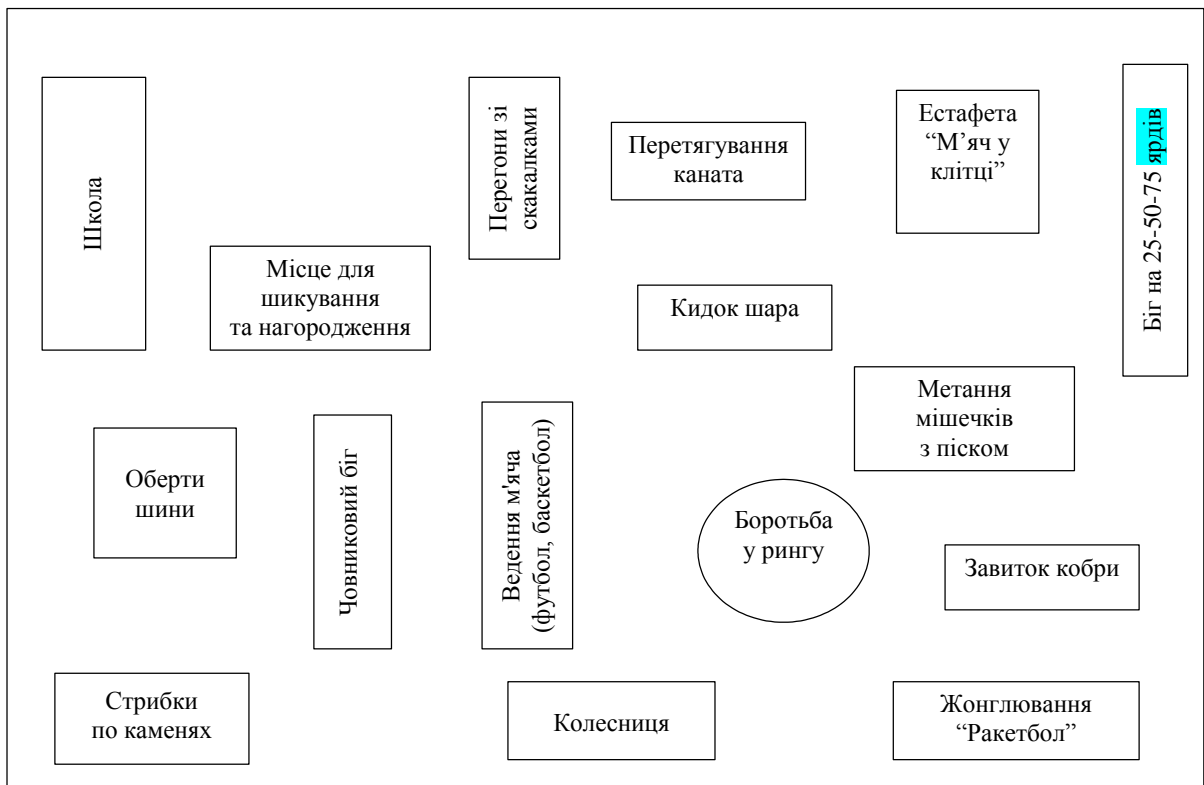 Школа
Перегони зі
скакалками
Перетягування
каната
Естафета
“М’яч у
клітці”
Біг на 25-50-75 ярдів
Місце для
шикування
та нагородження
Кидок шара
Метання
мішечків
з піском
Оберти
шини
Човниковий біг
Ведення м'яча
(футбол, баскетбол)
Боротьба
у рингу
Завиток кобри
Стрибки
по каменях
Колесниця
Жонглювання
“Ракетбол”